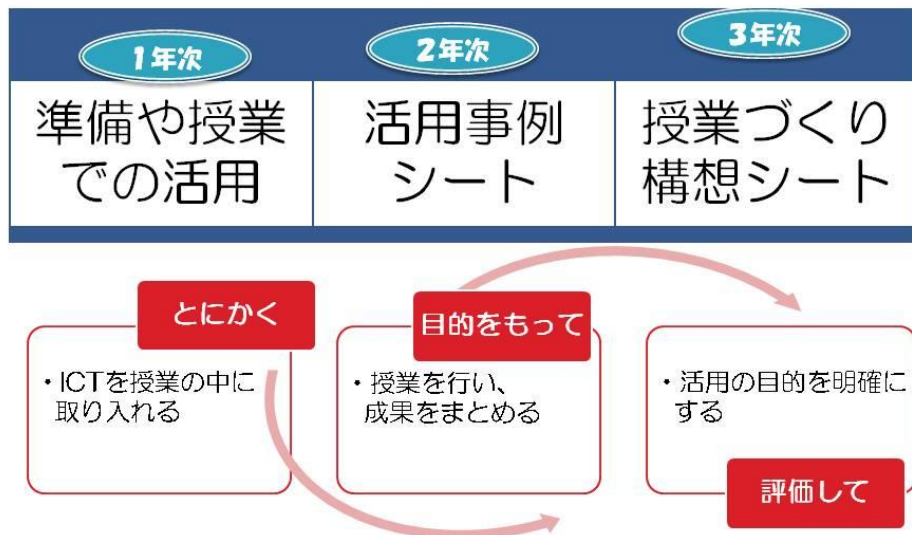 1年次
準備や授業
での活用
2年次
活用事例
シート
3年次
授業づくり
構想シート
とにかく
・ICTを授業の中に
取り入れる
目的をもって
・授業を行い、
成果をまとめる
・活用の目的を明確に
する
評価して